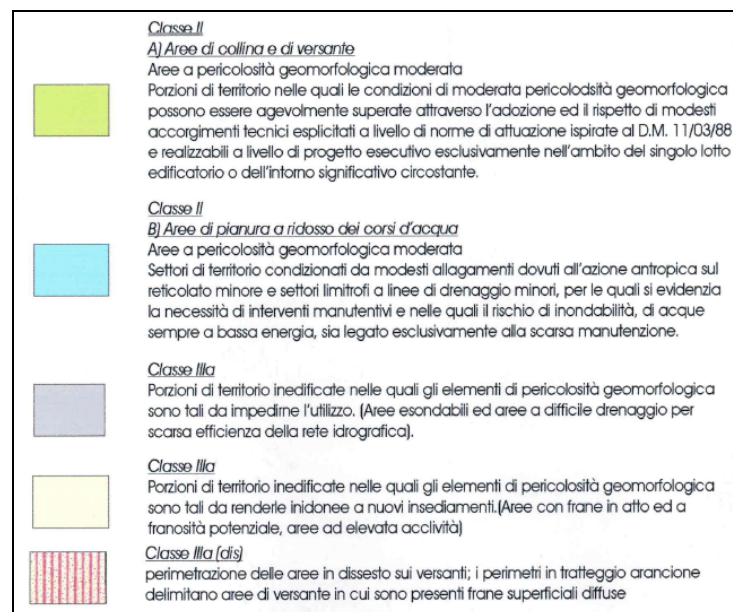 Classe II
A) Aree di collina e di versante
Aree a pericolosità geomorfologica moderata
Porzioni di territorio nelle quali le condizioni di moderata pericolodsità geomorfologica
possono essere agevolmente superate attraverso l'adozione ed il rispetto di modesti
accorgimenti tecnici esplicitati a livello di norme di attuazione ispirate al D.M. 11/03/88
e realizzabili a livello di progetto esecutivo esclusivamente nell'ambito del singolo lotto
edificatorio o dell'intorno significativo circostante.
Classe II
B) Aree di pianura a ridosso dei corsi d'acqua
Aree a pericolosità geomorfologica moderata
Settori di territorio condizionati da modesti allagamenti dovuti all'azione antropica sul
reticolato minore e settori limitrofi a linee di drenaggio minori, per le quali si evidenzia
la necessità di interventi manutentivi e nelle quali il rischio di inondabilità, di acque
sempre a bassa energia, sia legato esclusivamente alla scarsa manutenzione.
Classe IIIa
Porzioni di territorio inedificate nelle quali gli elementi di pericolosità geomorfologica
sono tali da impedirne l'utilizzo. (Aree esondabili ed aree a difficile drenaggio per
scarsa efficienza della rete idrografica).
Classe IIIa
Porzioni di territorio inedificate nelle quali gli elementi di pericolosità geomorfologica
sono tali da renderle inidonee a nuovi insediamenti.(Aree con frane in atto ed a
franosità potenziale, aree ad elevata acclività)
Classe IIIa (dis)
perimetrazione delle aree in dissesto sui versanti; i perimetri in tratteggio arancione
delimitano aree di versante in cui sono presenti frane superficiali diffuse